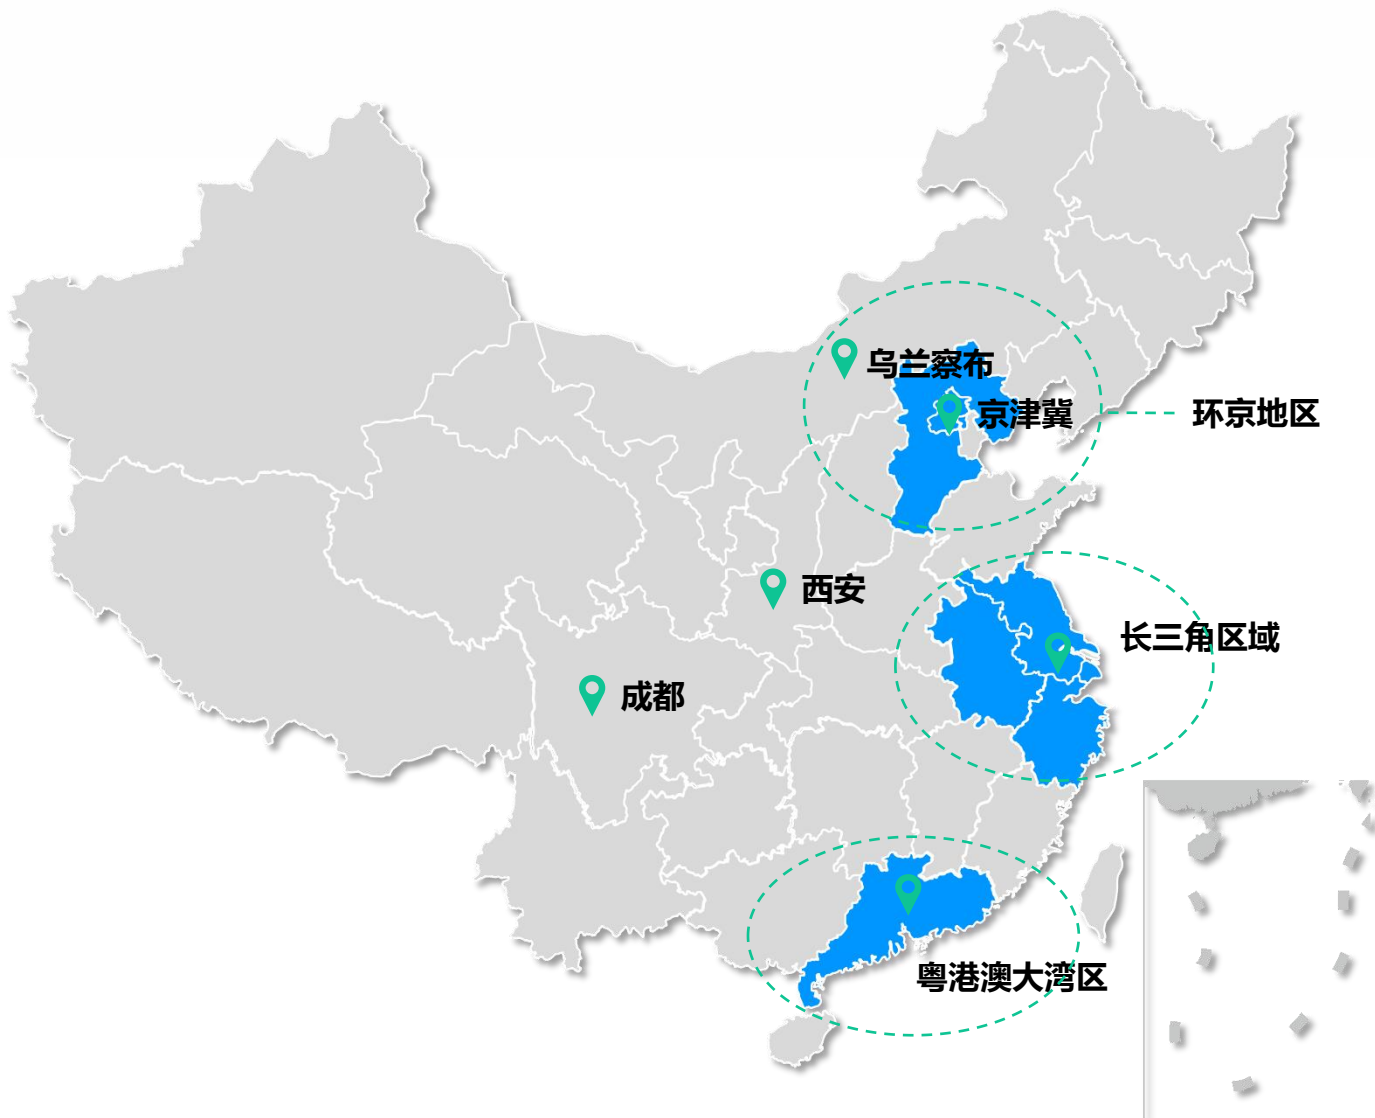 乌兰察布
京津冀
环京地区
西安
长三角区域
成都
粤港澳大湾区